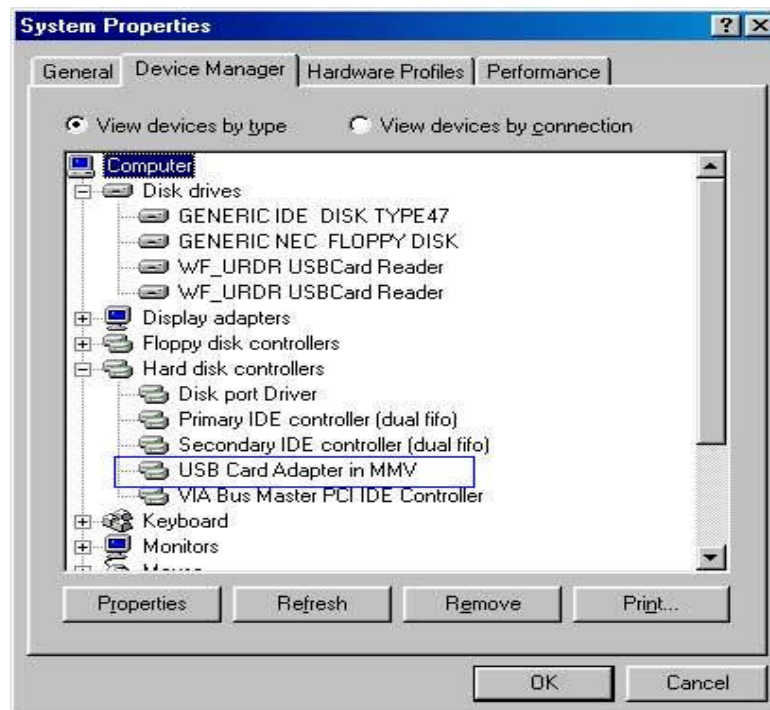 System Properties
General Device Manager Hardware Profiles Performance
View devices by type View devices by connection
Computer
Disk drives
GENERIC IDE DISK TYPE47
GENERIC NEC FLOPPY DISK
WF_URDR USBCard Reader
WF_URDR USBCard Reader
Display adapters
Floppy disk controllers
Hard disk controllers
Disk port Driver
Primary IDE controller (dual fifo)
Secondary IDE controller (dual fifo)
USB Card Adapter in MMV
VIA Bus Master PCI IDE Controller
Keyboard
Monitors
Properties Refresh Remove Print...
OK Cancel